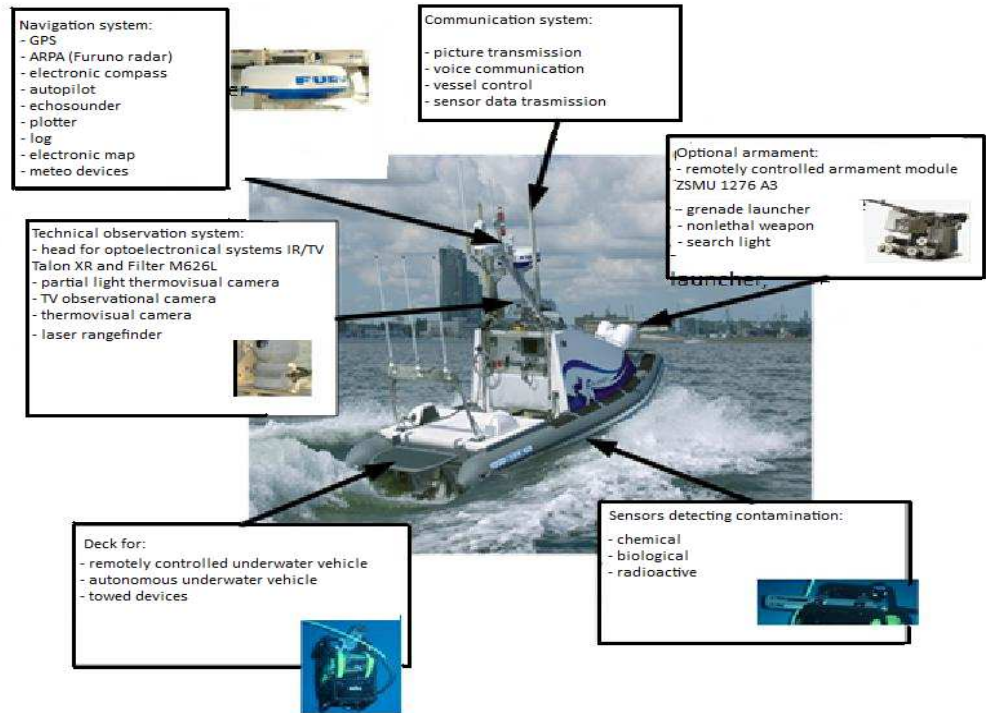 Navigation system:
- GPS
- ARPA (Furuno radar)
- electronic compass
- autopilot
- echosounder
- plotter
- log
- electronic map
- meteo devices
er
FURU
Communication system:
- picture transmission
- voice communication
- vessel control
- sensor data trasmission
Optional armament:
- remotely controlled armament module
ZSMU 1276 A3
- grenade launcher
- nonlethal weapon
- search light
launcher,
Technical observation system:
- head for optoelectronical systems IR/TV
Talon XR and Filter M626L
- partial light thermovisual camera
- TV observational camera
- thermovisual camera
- laser rangefinder
Deck for:
- remotely controlled underwater vehicle
- autonomous underwater vehicle
- towed devices
Sensors detecting contamination:
- chemical
- biological
- radioactive